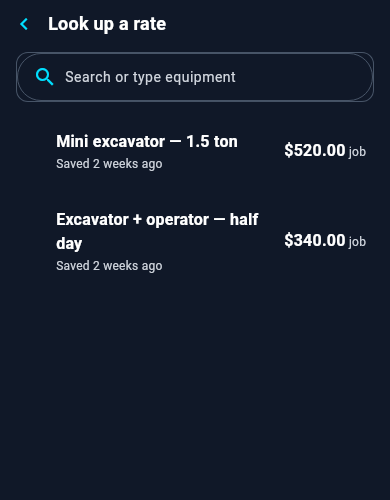 Look up a rate
Search or type equipment
Mini excavator — 1.5 ton
Saved 2 weeks ago
$520.00 job
Excavator + operator — half
day
Saved 2 weeks ago
$340.00 job